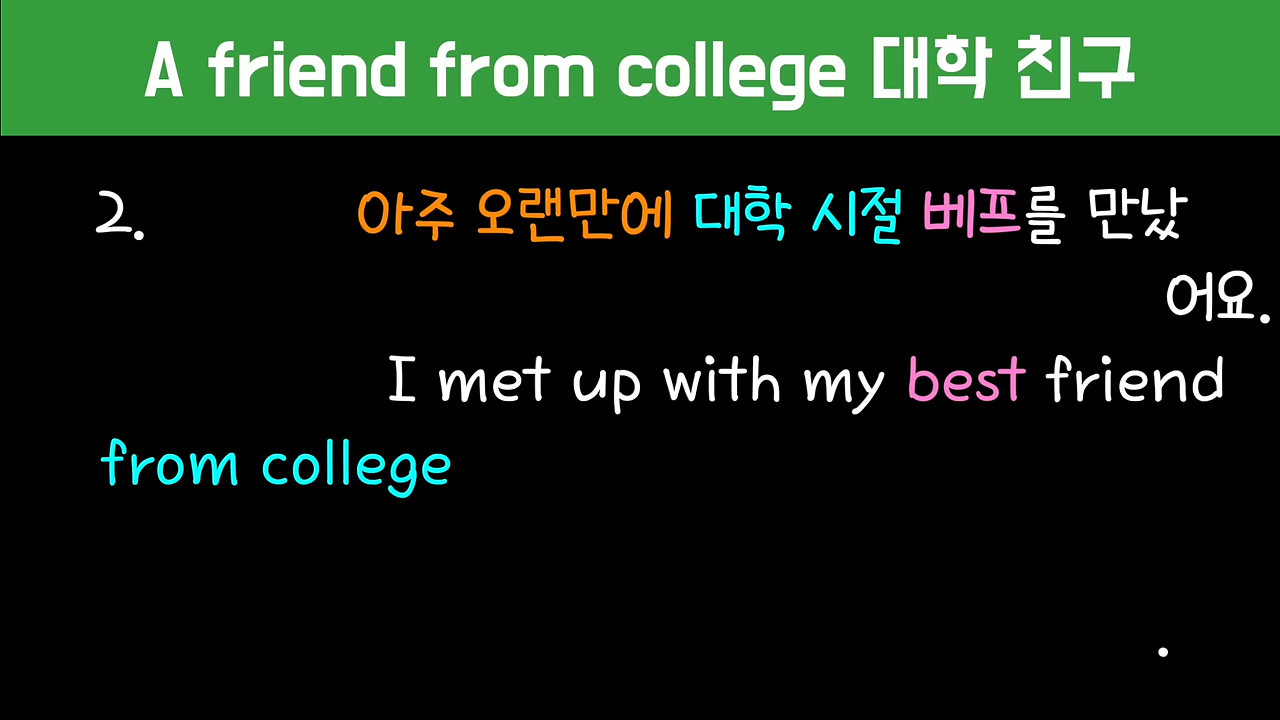 A friend from college 대학 친구
2. 아주 오랜만에 대학 시절 베프를 만났
어요.
I met up with my best friend
from college
.